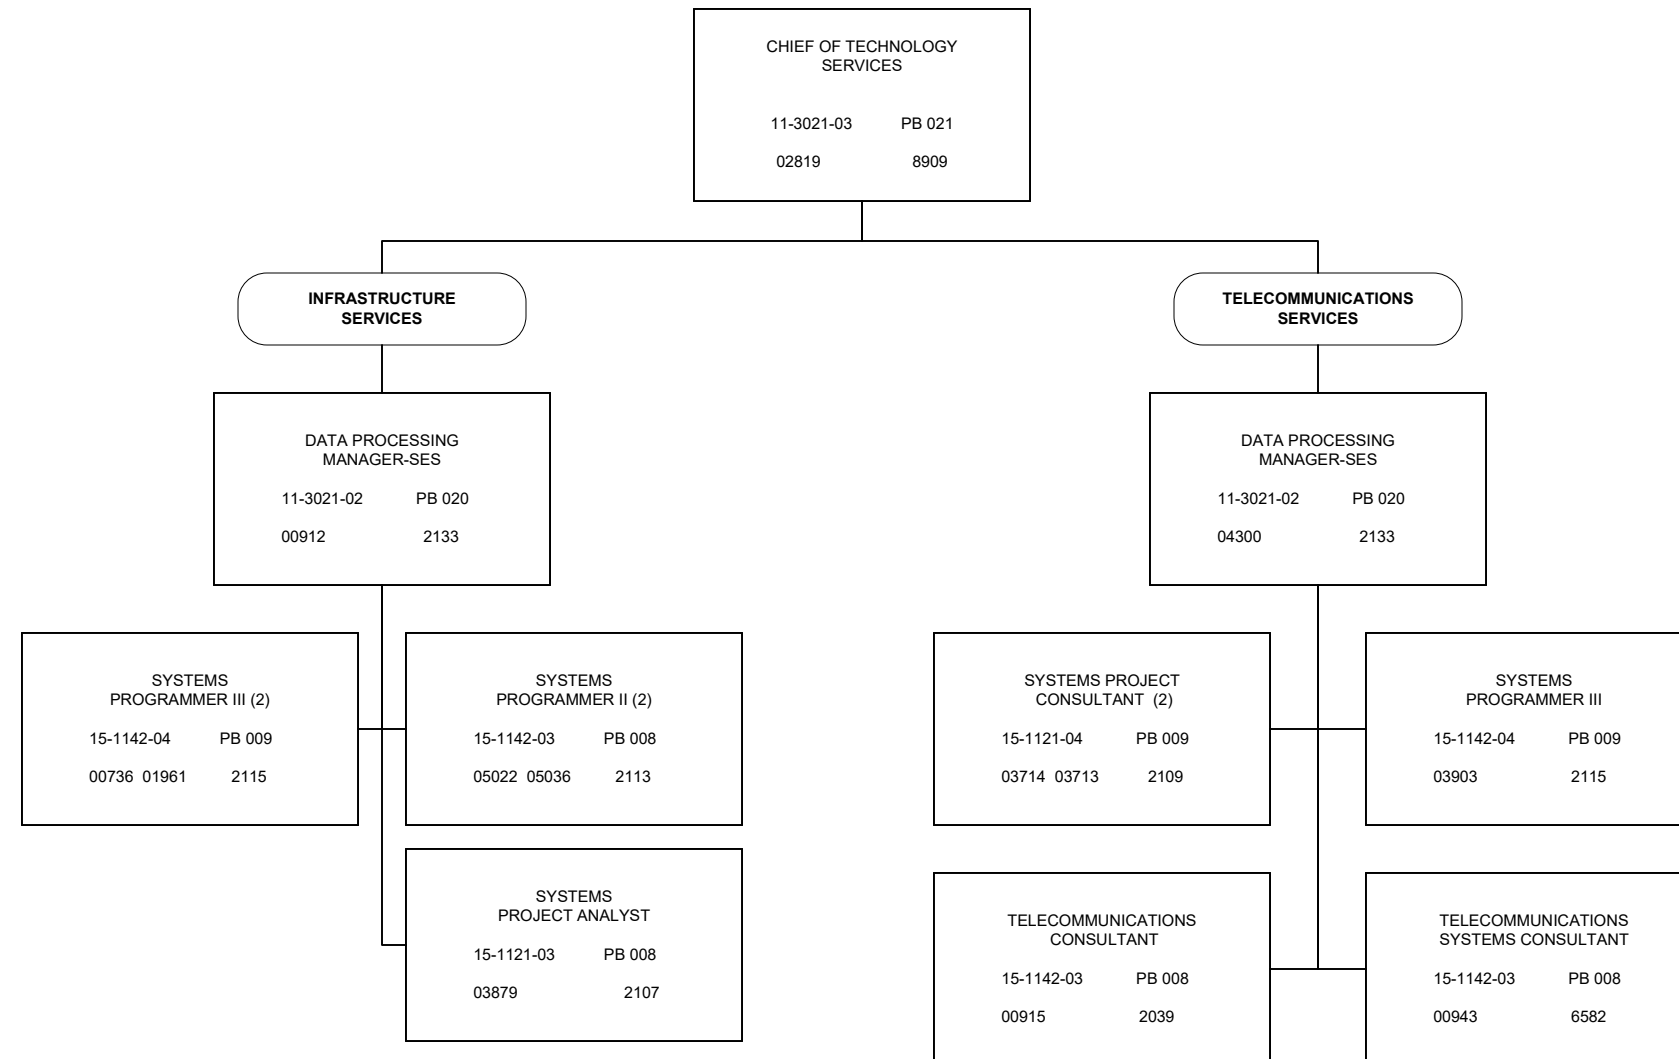 CHIEF OF TECHNOLOGY
SERVICES
11-3021-03 PB 021
02819 8909
INFRASTRUCTURE
SERVICES
DATA PROCESSING
MANAGER-SES
11-3021-02 PB 020
00912 2133
SYSTEMS
PROGRAMMER III (2)
15-1142-04 PB 009
00736 01961 2115
SYSTEMS
PROGRAMMER II (2)
15-1142-03 PB 008
05022 05036 2113
SYSTEMS
PROJECT ANALYST
15-1121-03 PB 008
03879 2107
TELECOMMUNICATIONS
SERVICES
DATA PROCESSING
MANAGER-SES
11-3021-02 PB 020
04300 2133
SYSTEMS PROJECT
CONSULTANT (2)
15-1121-04 PB 009
03714 03713 2109
SYSTEMS
PROGRAMMER III
15-1142-04 PB 009
03903 2115
TELECOMMUNICATIONS
CONSULTANT
15-1142-03 PB 008
00915 2039
TELECOMMUNICATIONS
SYSTEMS CONSULTANT
15-1142-03 PB 008
00943 6582